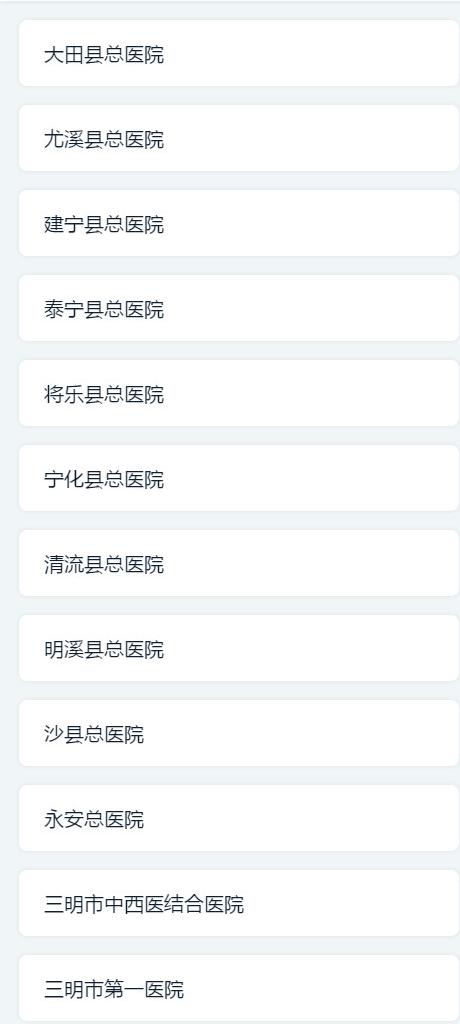 大田县总医院
尤溪县总医院
建宁县总医院
泰宁县总医院
将乐县总医院
宁化县总医院
清流县总医院
明溪县总医院
沙县总医院
永安总医院
三明市中西医结合医院
三明市第一医院